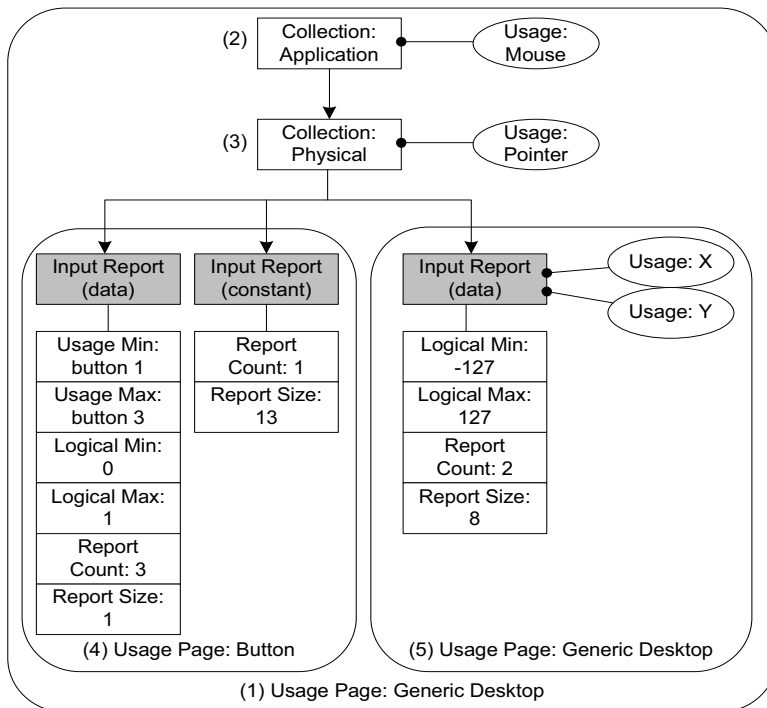 (2)
Collection:
Application
Usage:
Mouse
(3)
Collection:
Physical
Usage:
Pointer
Input Report
(data)
Usage Min:
button 1
Usage Max:
button 3
Logical Min:
0
Logical Max:
1
Report
Count: 3
Report Size:
1
Input Report
(constant)
Report
Count: 1
Report Size:
13
(4) Usage Page: Button
Input Report
(data)
Usage: X
Usage: Y
Logical Min:
-127
Logical Max:
127
Report
Count: 2
Report Size:
8
(5) Usage Page: Generic Desktop
(1) Usage Page: Generic Desktop